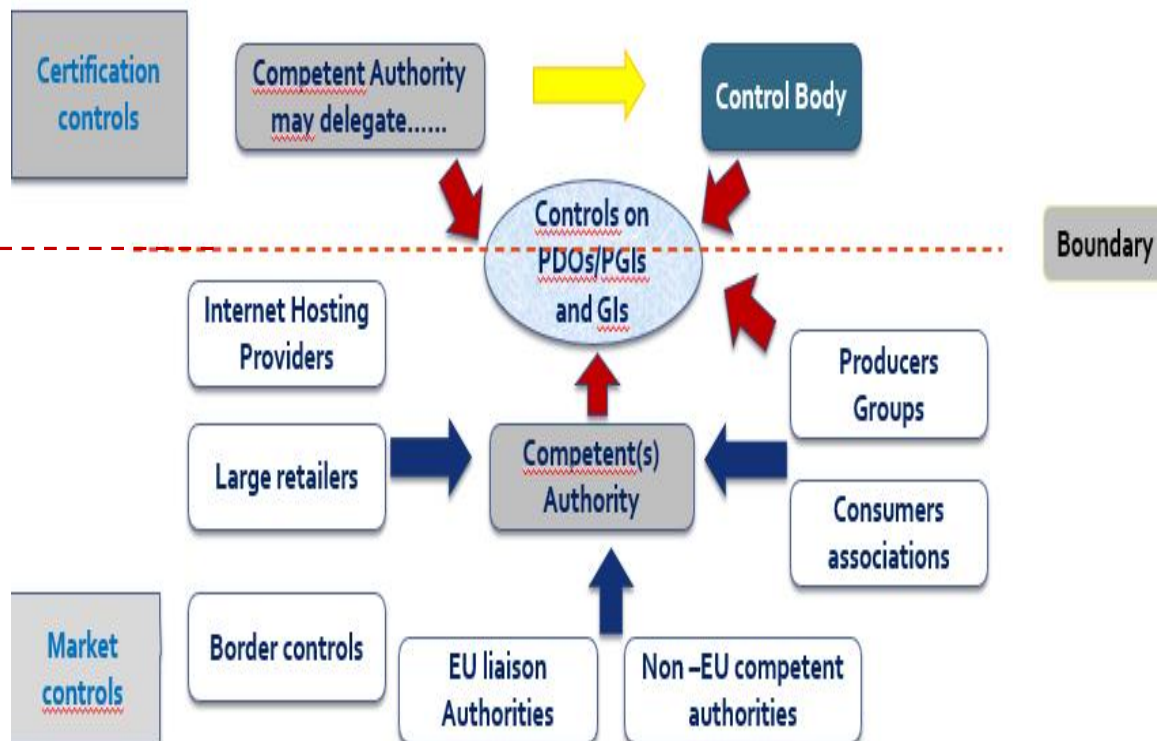 Certification
controls
Competent Authority
may delegate……
Control Body
Controls on
PDOs/PGIs
and GIs
Boundary
Internet Hosting
Providers
Producers
Groups
Large retailers
Competent(s)
Authority
Consumers
associations
Market
controls
Border controls
EU liaison
Authorities
Non –EU competent
authorities